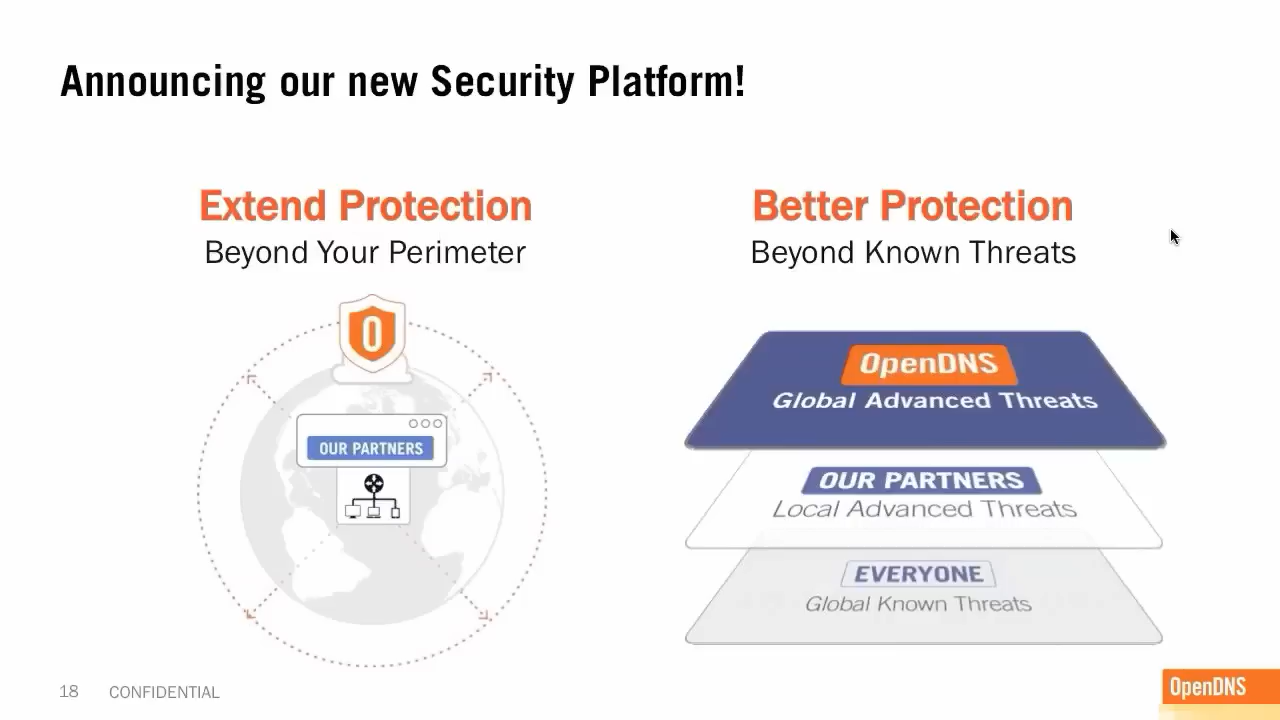 Announcing our new Security Platform!
Extend Protection
Beyond Your Perimeter
O
OUR PARTNERS
Better Protection
Beyond Known Threats
OpenDNS
Global Advanced Threats
OUR PARTNERS
Local Advanced Threats
EVERYONE
Global Known Threats
18 CONFIDENTIAL
OpenDNS